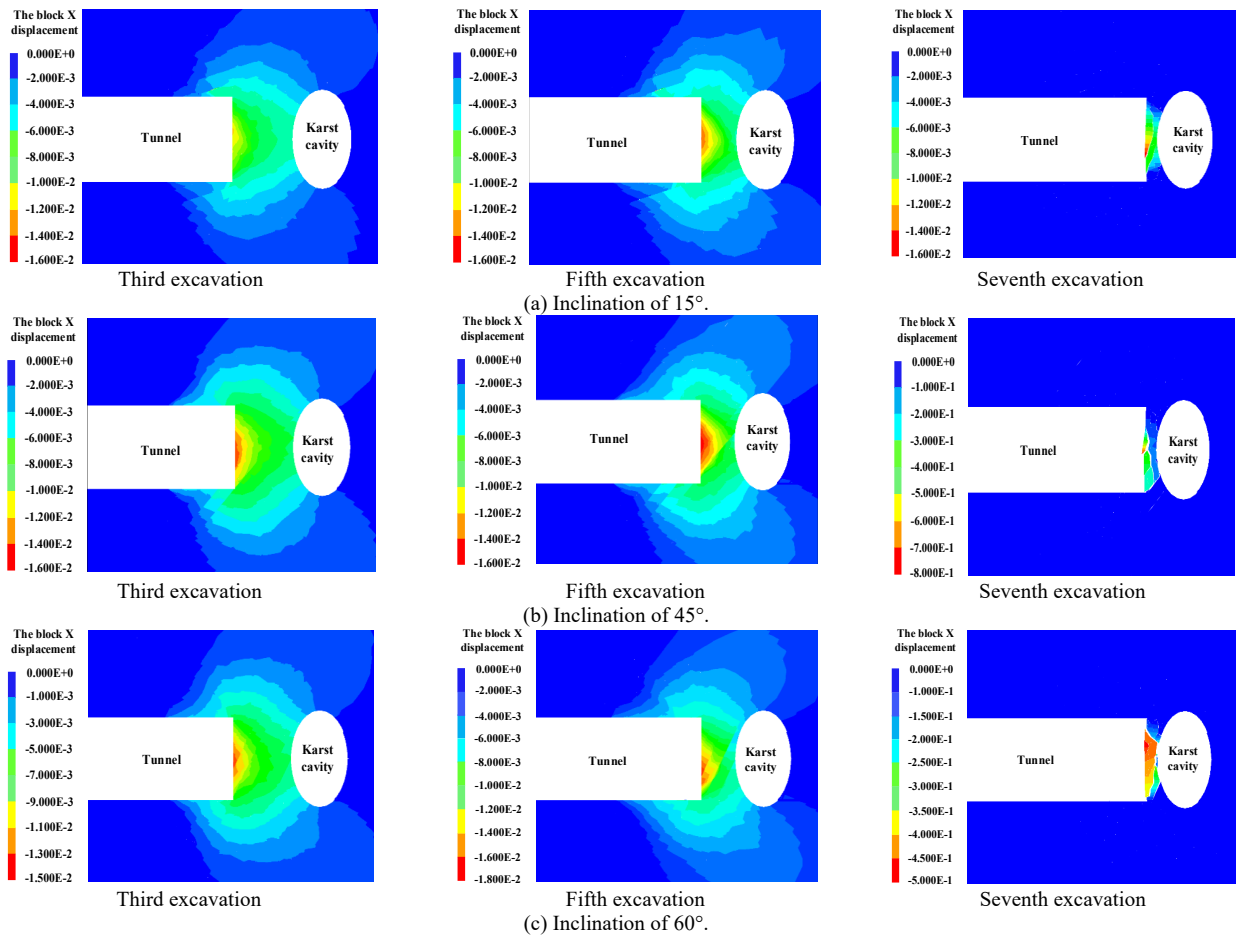 The block X
displacement
0.000E+0
-2.000E-3
-4.000E-3
-6.000E-3
-8.000E-3
-1.000E-2
-1.200E-2
-1.400E-2
-1.600E-2
Tunnel
Karst
cavity
Third excavation
The block X
displacement
0.000E+0
-2.000E-3
-4.000E-3
-6.000E-3
-8.000E-3
-1.000E-2
-1.200E-2
-1.400E-2
-1.600E-2
Tunnel
Karst
cavity
Fifth excavation
The block X
displacement
0.000E+0
-2.000E-3
-4.000E-3
-6.000E-3
-8.000E-3
-1.000E-2
-1.200E-2
-1.400E-2
-1.600E-2
Tunnel
Karst
cavity
Seventh excavation
(a) Inclination of 15°.
The block X
displacement
0.000E+0
-2.000E-3
-4.000E-3
-6.000E-3
-8.000E-3
-1.000E-2
-1.200E-2
-1.400E-2
-1.600E-2
Tunnel
Karst
cavity
Third excavation
The block X
displacement
0.000E+0
-2.000E-3
-4.000E-3
-6.000E-3
-8.000E-3
-1.000E-2
-1.200E-2
-1.400E-2
-1.600E-2
Tunnel
Karst
cavity
Fifth excavation
The block X
displacement
0.000E+0
-1.000E-1
-2.000E-1
-3.000E-1
-4.000E-1
-5.000E-1
-6.000E-1
-7.000E-1
-8.000E-1
Tunnel
Karst
cavity
Seventh excavation
(b) Inclination of 45°.
The block X
displacement
0.000E+0
-1.000E-3
-3.000E-3
-5.000E-3
-7.000E-3
-9.000E-3
-1.100E-2
-1.300E-2
-1.500E-2
Tunnel
Karst
cavity
Third excavation
The block X
displacement
0.000E+0
-2.000E-3
-4.000E-3
-6.000E-3
-8.000E-3
-1.000E-2
-1.200E-2
-1.400E-2
-1.600E-2
-1.800E-2
Tunnel
Karst
cavity
Fifth excavation
The block X
displacement
0.000E+0
-1.000E-1
-1.500E-1
-2.000E-1
-2.500E-1
-3.000E-1
-3.500E-1
-4.000E-1
-4.500E-1
-5.000E-1
Tunnel
Karst
cavity
Seventh excavation
(c) Inclination of 60°.